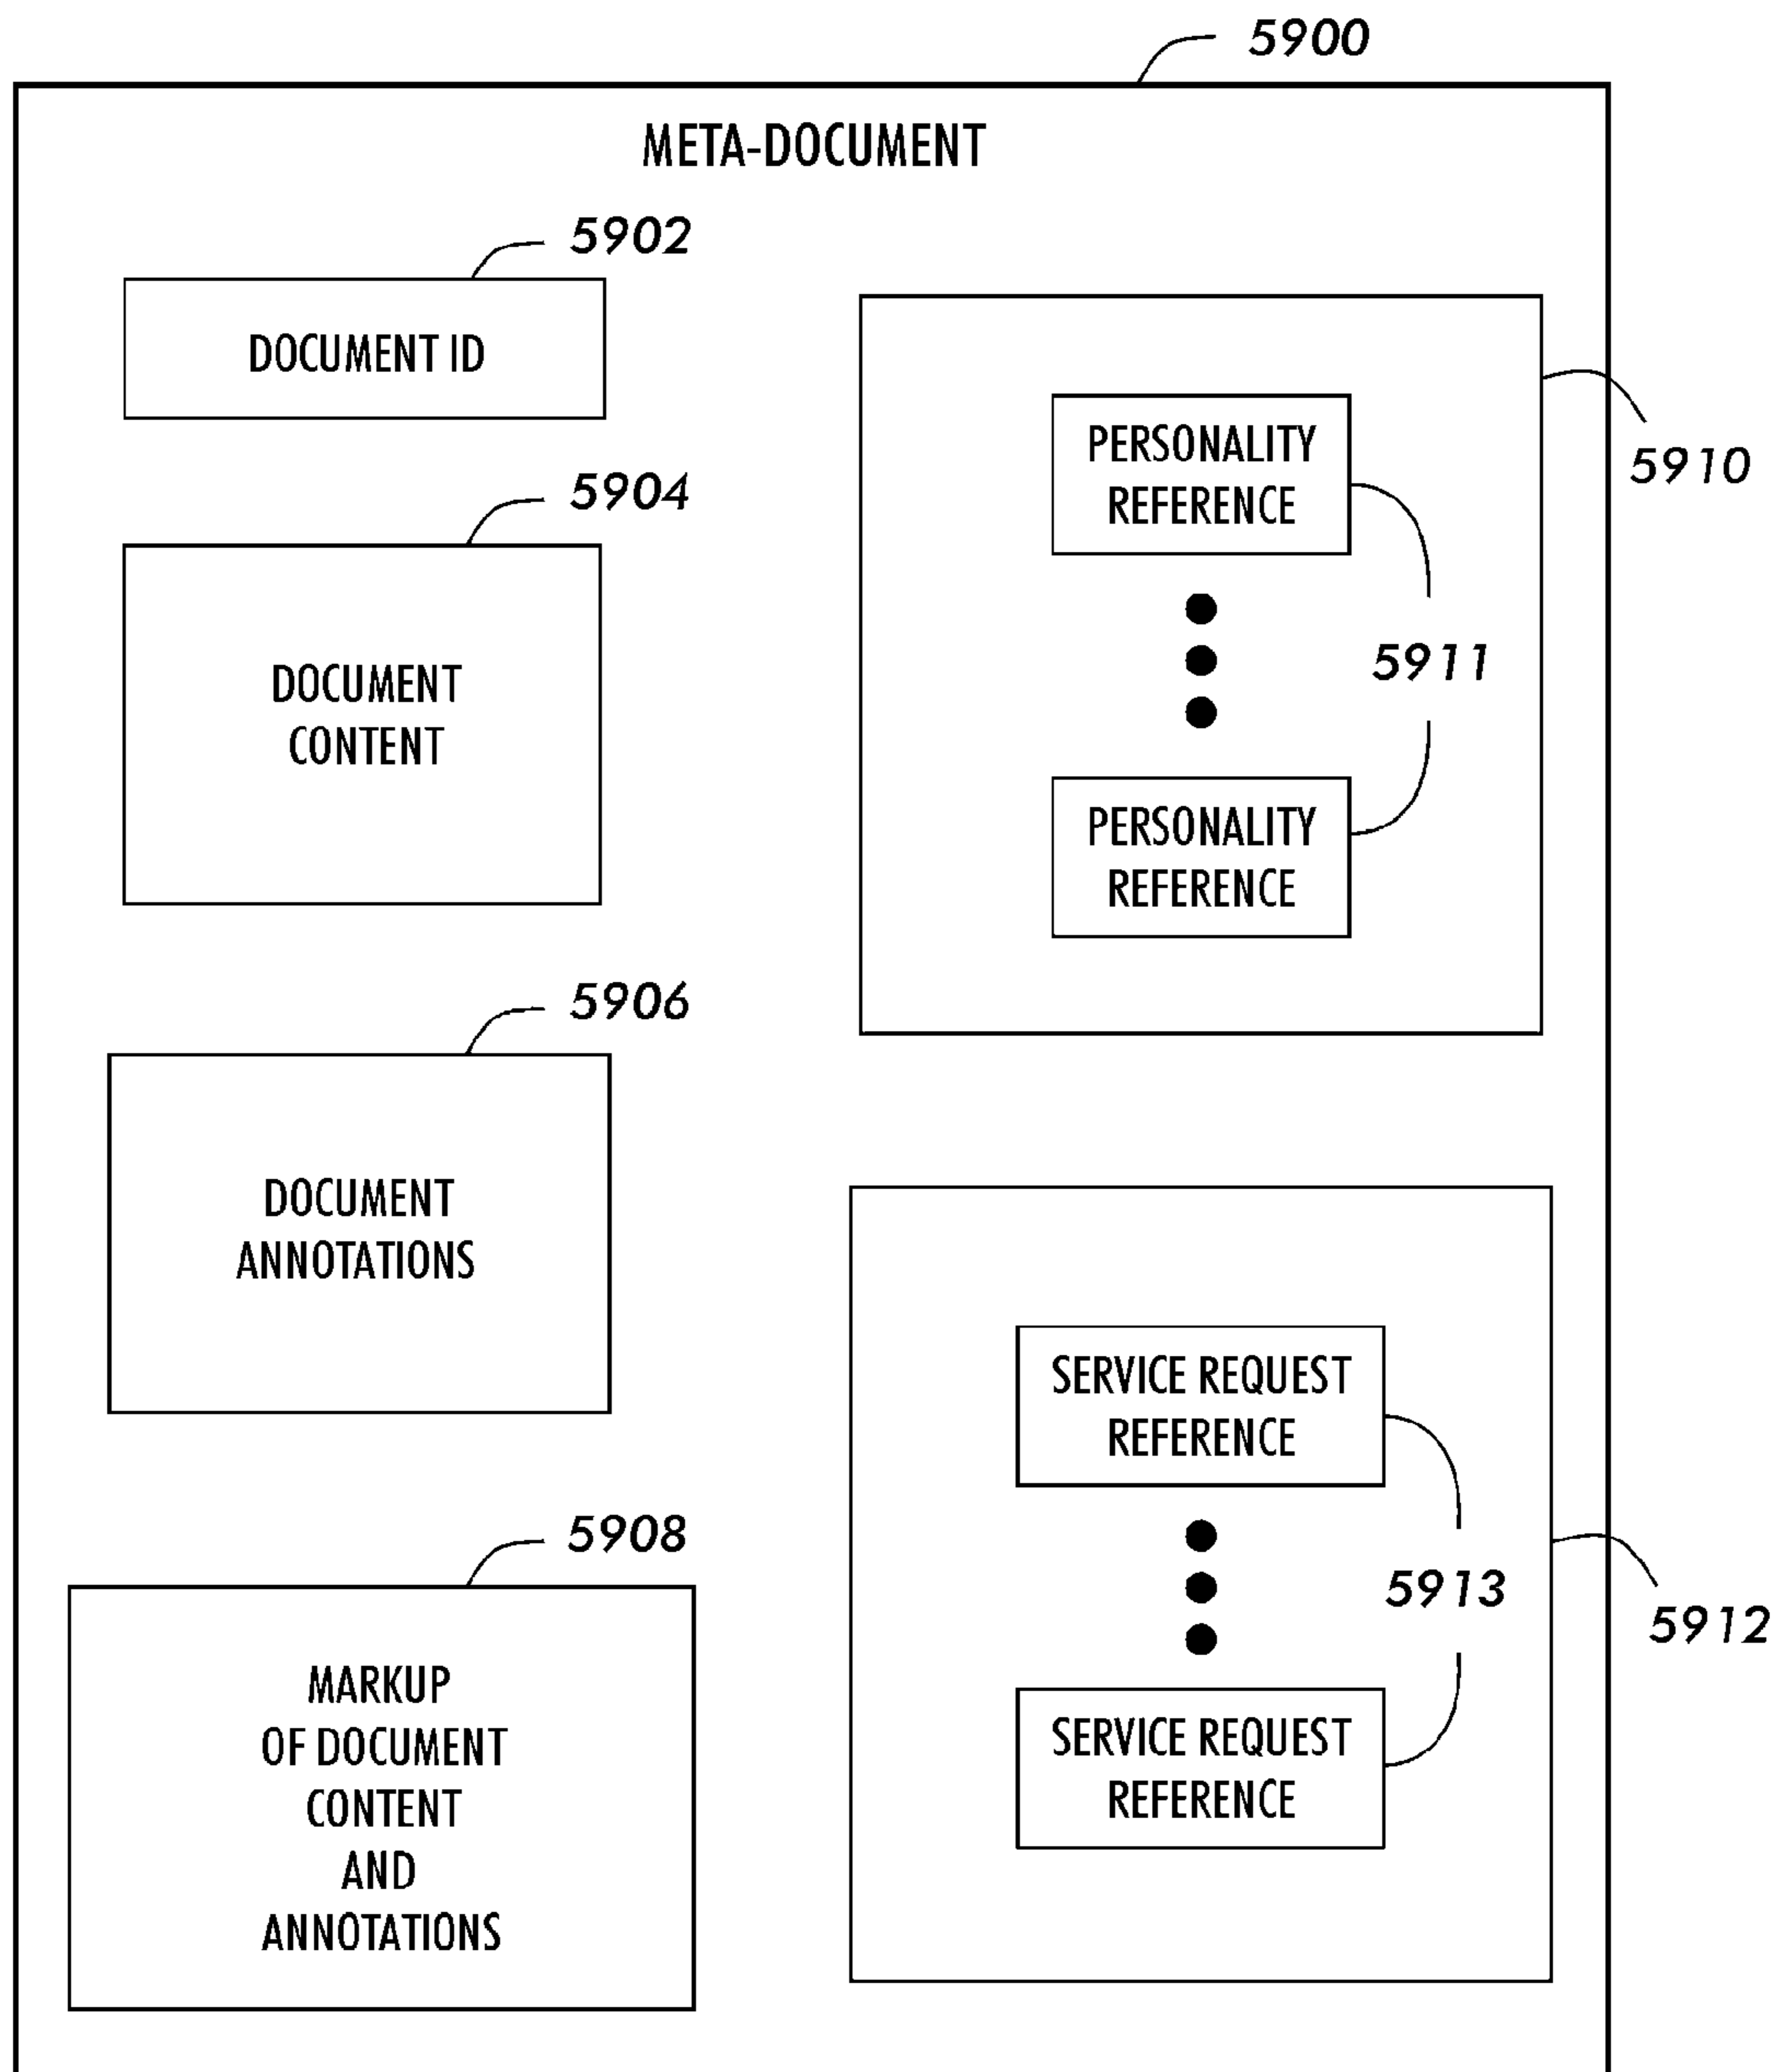 5900
META-DOCUMENT
5902
DOCUMENT ID
5904
DOCUMENT
CONTENT
5906
DOCUMENT
ANNOTATIONS
5908
MARKUP
OF DOCUMENT
CONTENT
AND
ANNOTATIONS
5910
PERSONALITY
REFERENCE
5911
PERSONALITY
REFERENCE
SERVICE REQUEST
REFERENCE
5913
5912
SERVICE REQUEST
REFERENCE